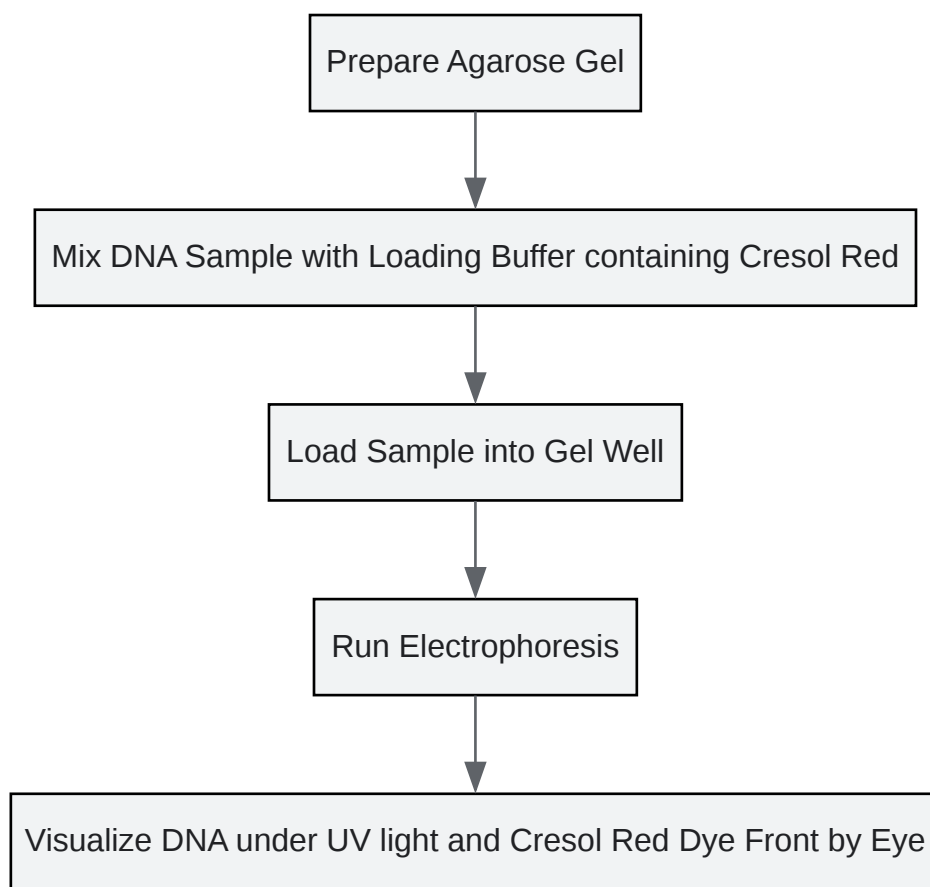 Prepare Agarose Gel
Mix DNA Sample with Loading Buffer containing Cresol Red
Load Sample into Gel Well
Run Electrophoresis
Visualize DNA under UV light and Cresol Red Dye Front by Eye